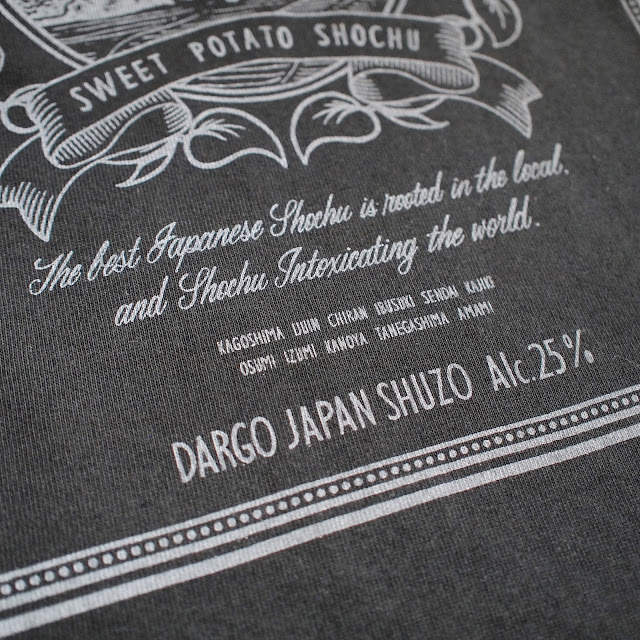 SWEET POTATO SHOCHU
The best Japanese Shochu is rooted in the local.
and Shochu Intoxicating the world.
KAGOSHIMA IJUIN CHIRAN IBUSUKI SENDAI KAJIKI
OSUMI IZUMI KANOYA TANEGASHIMA AMAMI
DARGO JAPAN SHUZO Alc.25%